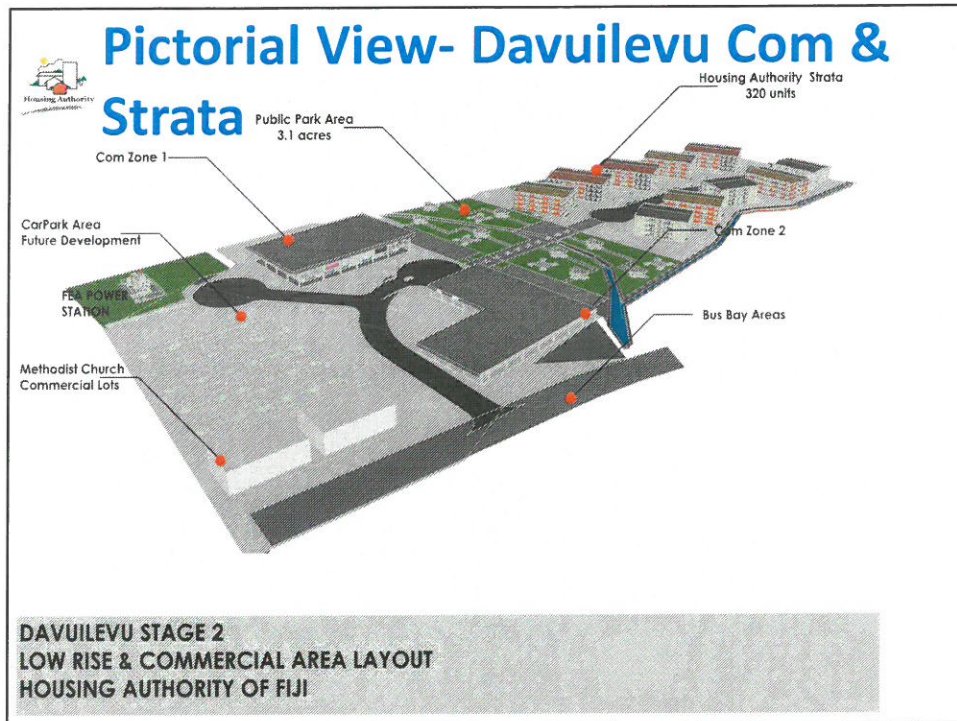 Pictorial View- Davuilevu Com &
Strata
Housing Authority
Housing Authority Strata
320 units
Public Park Area
3.1 acres
Com Zone 1
CarPark Area
Future Development
Com Zone 2
FEA POWER
STATION
Bus Bay Areas
Methodist Church
Commercial Lots
DAVUILEVU STAGE 2
LOW RISE & COMMERCIAL AREA LAYOUT
HOUSING AUTHORITY OF FIJI